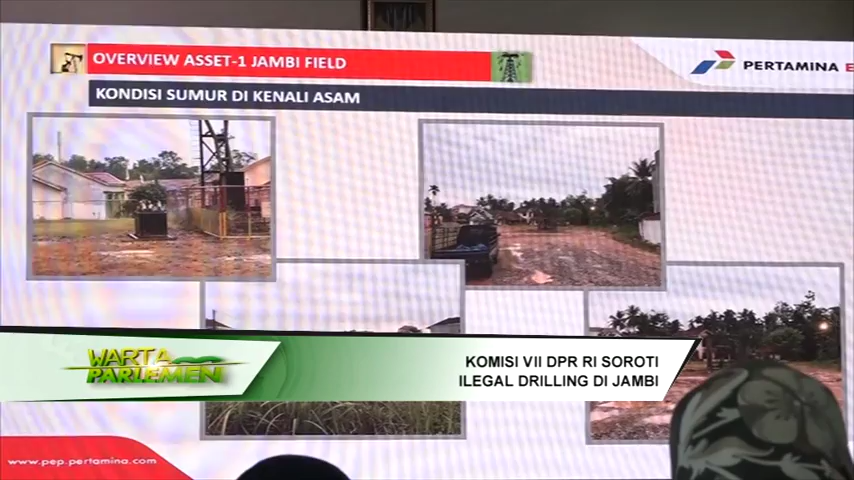 OVERVIEW ASSET-1 JAMBI FIELD
PERTAMINA E
KONDISI SUMUR DI KENALI ASAM
WARTA
PARLEMEN
KOMISI VII DPR RI SOROTI
ILEGAL DRILLING DI JAMBI
www.pep.pertamina.com